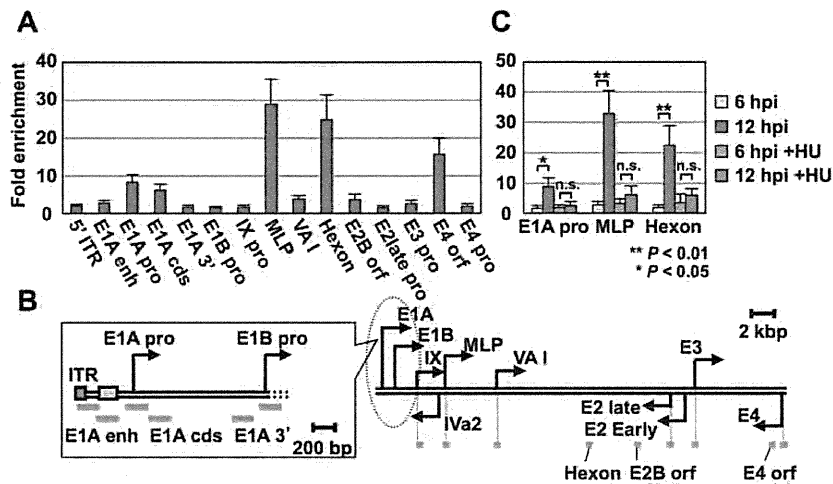 A
Fold enrichment
40
30
20
10
0
5' ITR
E1A enh
E1A pro
E1A cds
E1A 3'
E1B pro
IX pro
MLP
VA I
Hexon
E2B orf
E2late pro
E3 pro
E4 orf
E4 pro
C
50
40
30
20
10
0
*
n.s.
**
n.s.
**
n.s.
E1A pro MLP Hexon
** P < 0.01
* P < 0.05
6 hpi
12 hpi
6 hpi +HU
12 hpi +HU
B
E1A pro
E1B pro
ITR
E1A enh
E1A cds
E1A 3'
200 bp
E1A
E1B
IX
MLP
VA I
E3
2 kbp
IVa2
E2 late
E2 Early
E4
Hexon
E2B orf
E4 orf